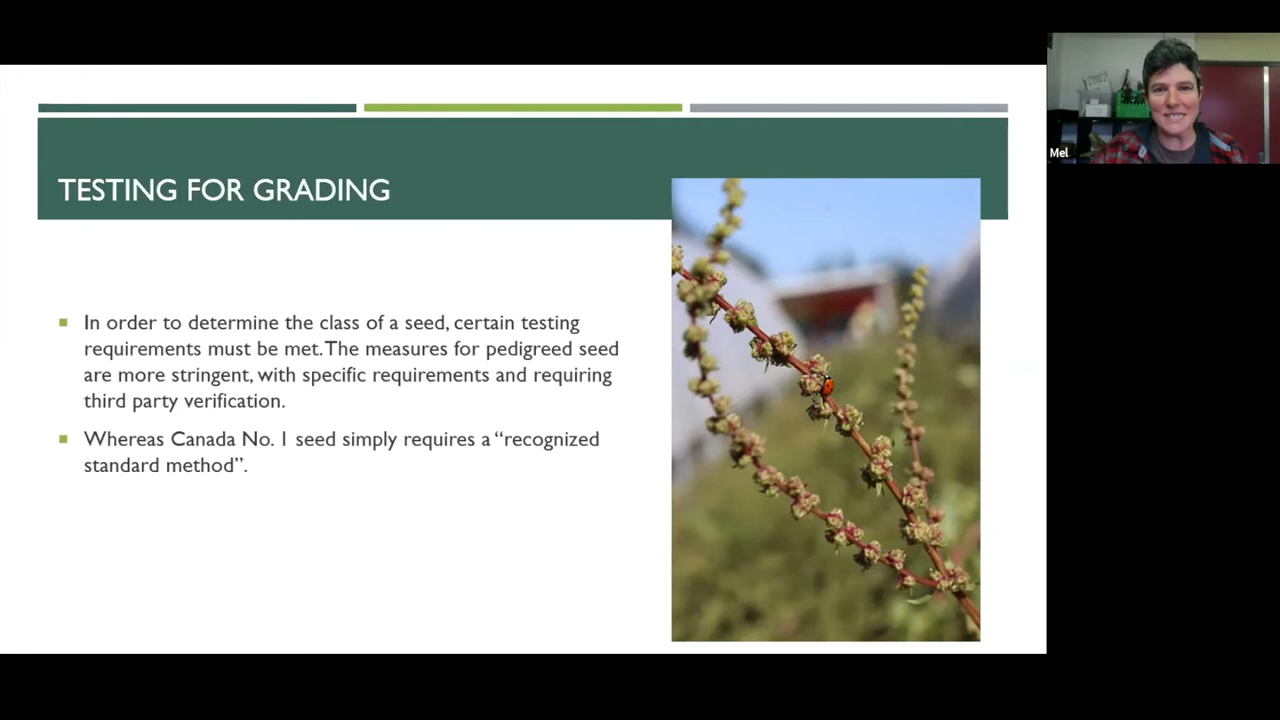 TESTING FOR GRADING
In order to determine the class of a seed, certain testing
requirements must be met. The measures for pedigreed seed
are more stringent, with specific requirements and requiring
third party verification.
Whereas Canada No. 1 seed simply requires a “recognized
standard method”.
Mel